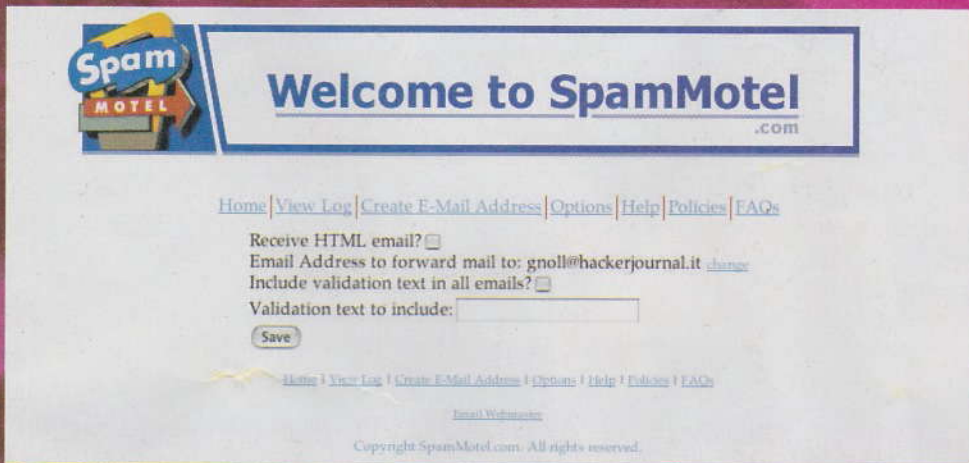 Spam
MOTEL
Welcome to SpamMotel
.com
Home|View Log|Create E-Mail Address|Options|Help|Policies|FAQs
Receive HTML email?
Email Address to forward mail to: gnoll@hackerjournal.it change
Include validation text in all emails?
Validation text to include:
Save
Home | View Log | Create E-Mail Address | Options | Help | Policies | FAQs
Email Webmaster
Copyright SpamMotel.com. All rights reserved.